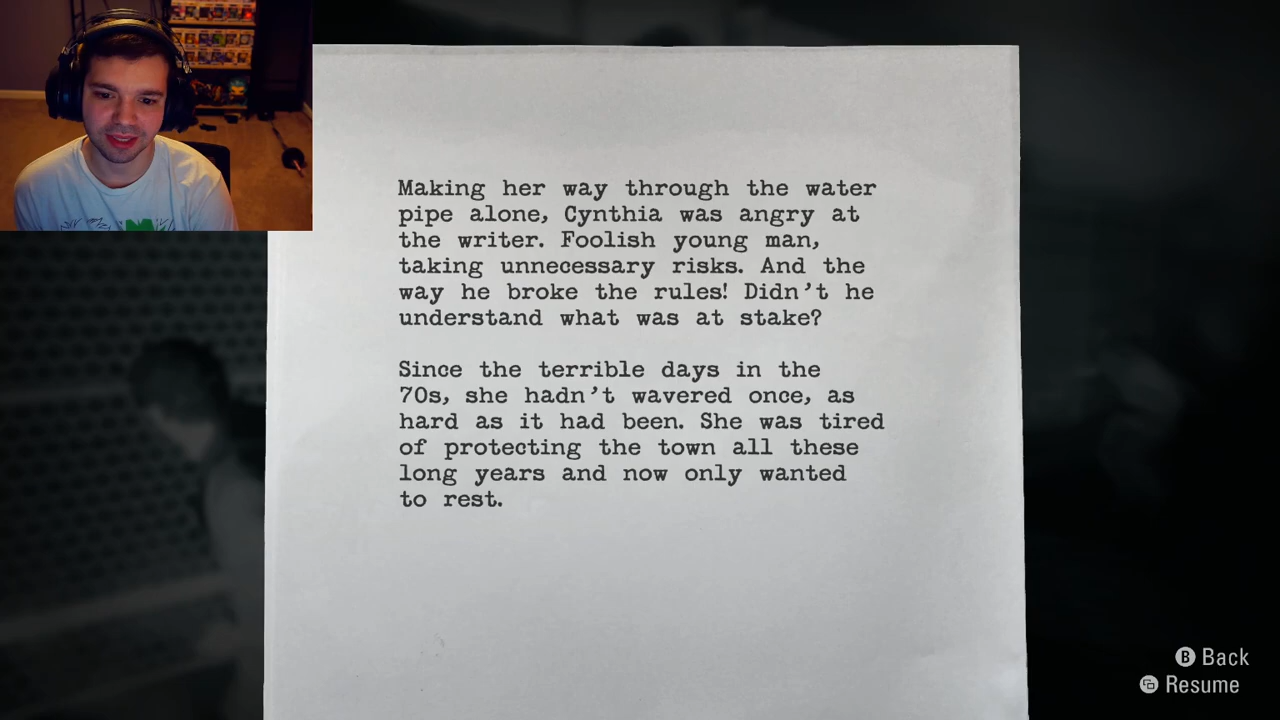 Making her way through the water
pipe alone, Cynthia was angry at
the writer. Foolish young man,
taking unnecessary risks. And the
way he broke the rules! Didn't he
understand what was at stake?
Since the terrible days in the
70s, she hadn't wavered once, as
hard as it had been. She was tired
of protecting the town all these
long years and now only wanted
to rest.
B Back
Resume